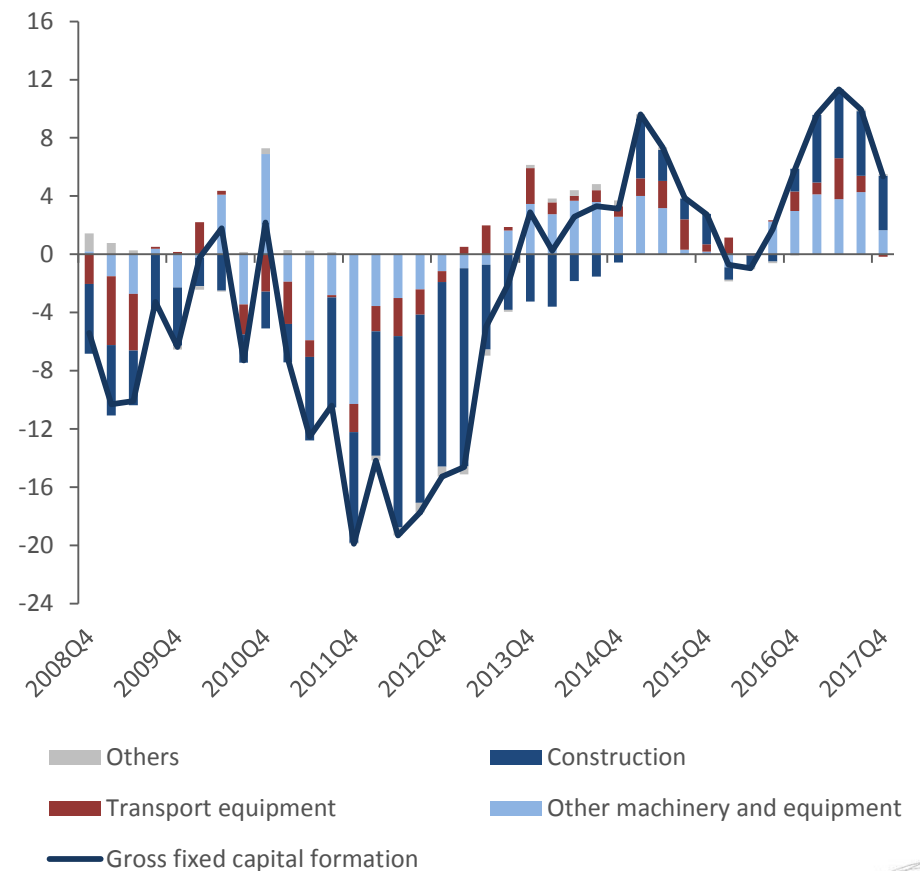 16
12
8
4
0
-4
-8
-12
-16
-20
-24
2008Q4
2009Q4
2010Q4
2011Q4
2012Q4
2013Q4
2014Q4
2015Q4
2016Q4
2017Q4
Others
Construction
Transport equipment
Other machinery and equipment
Gross fixed capital formation